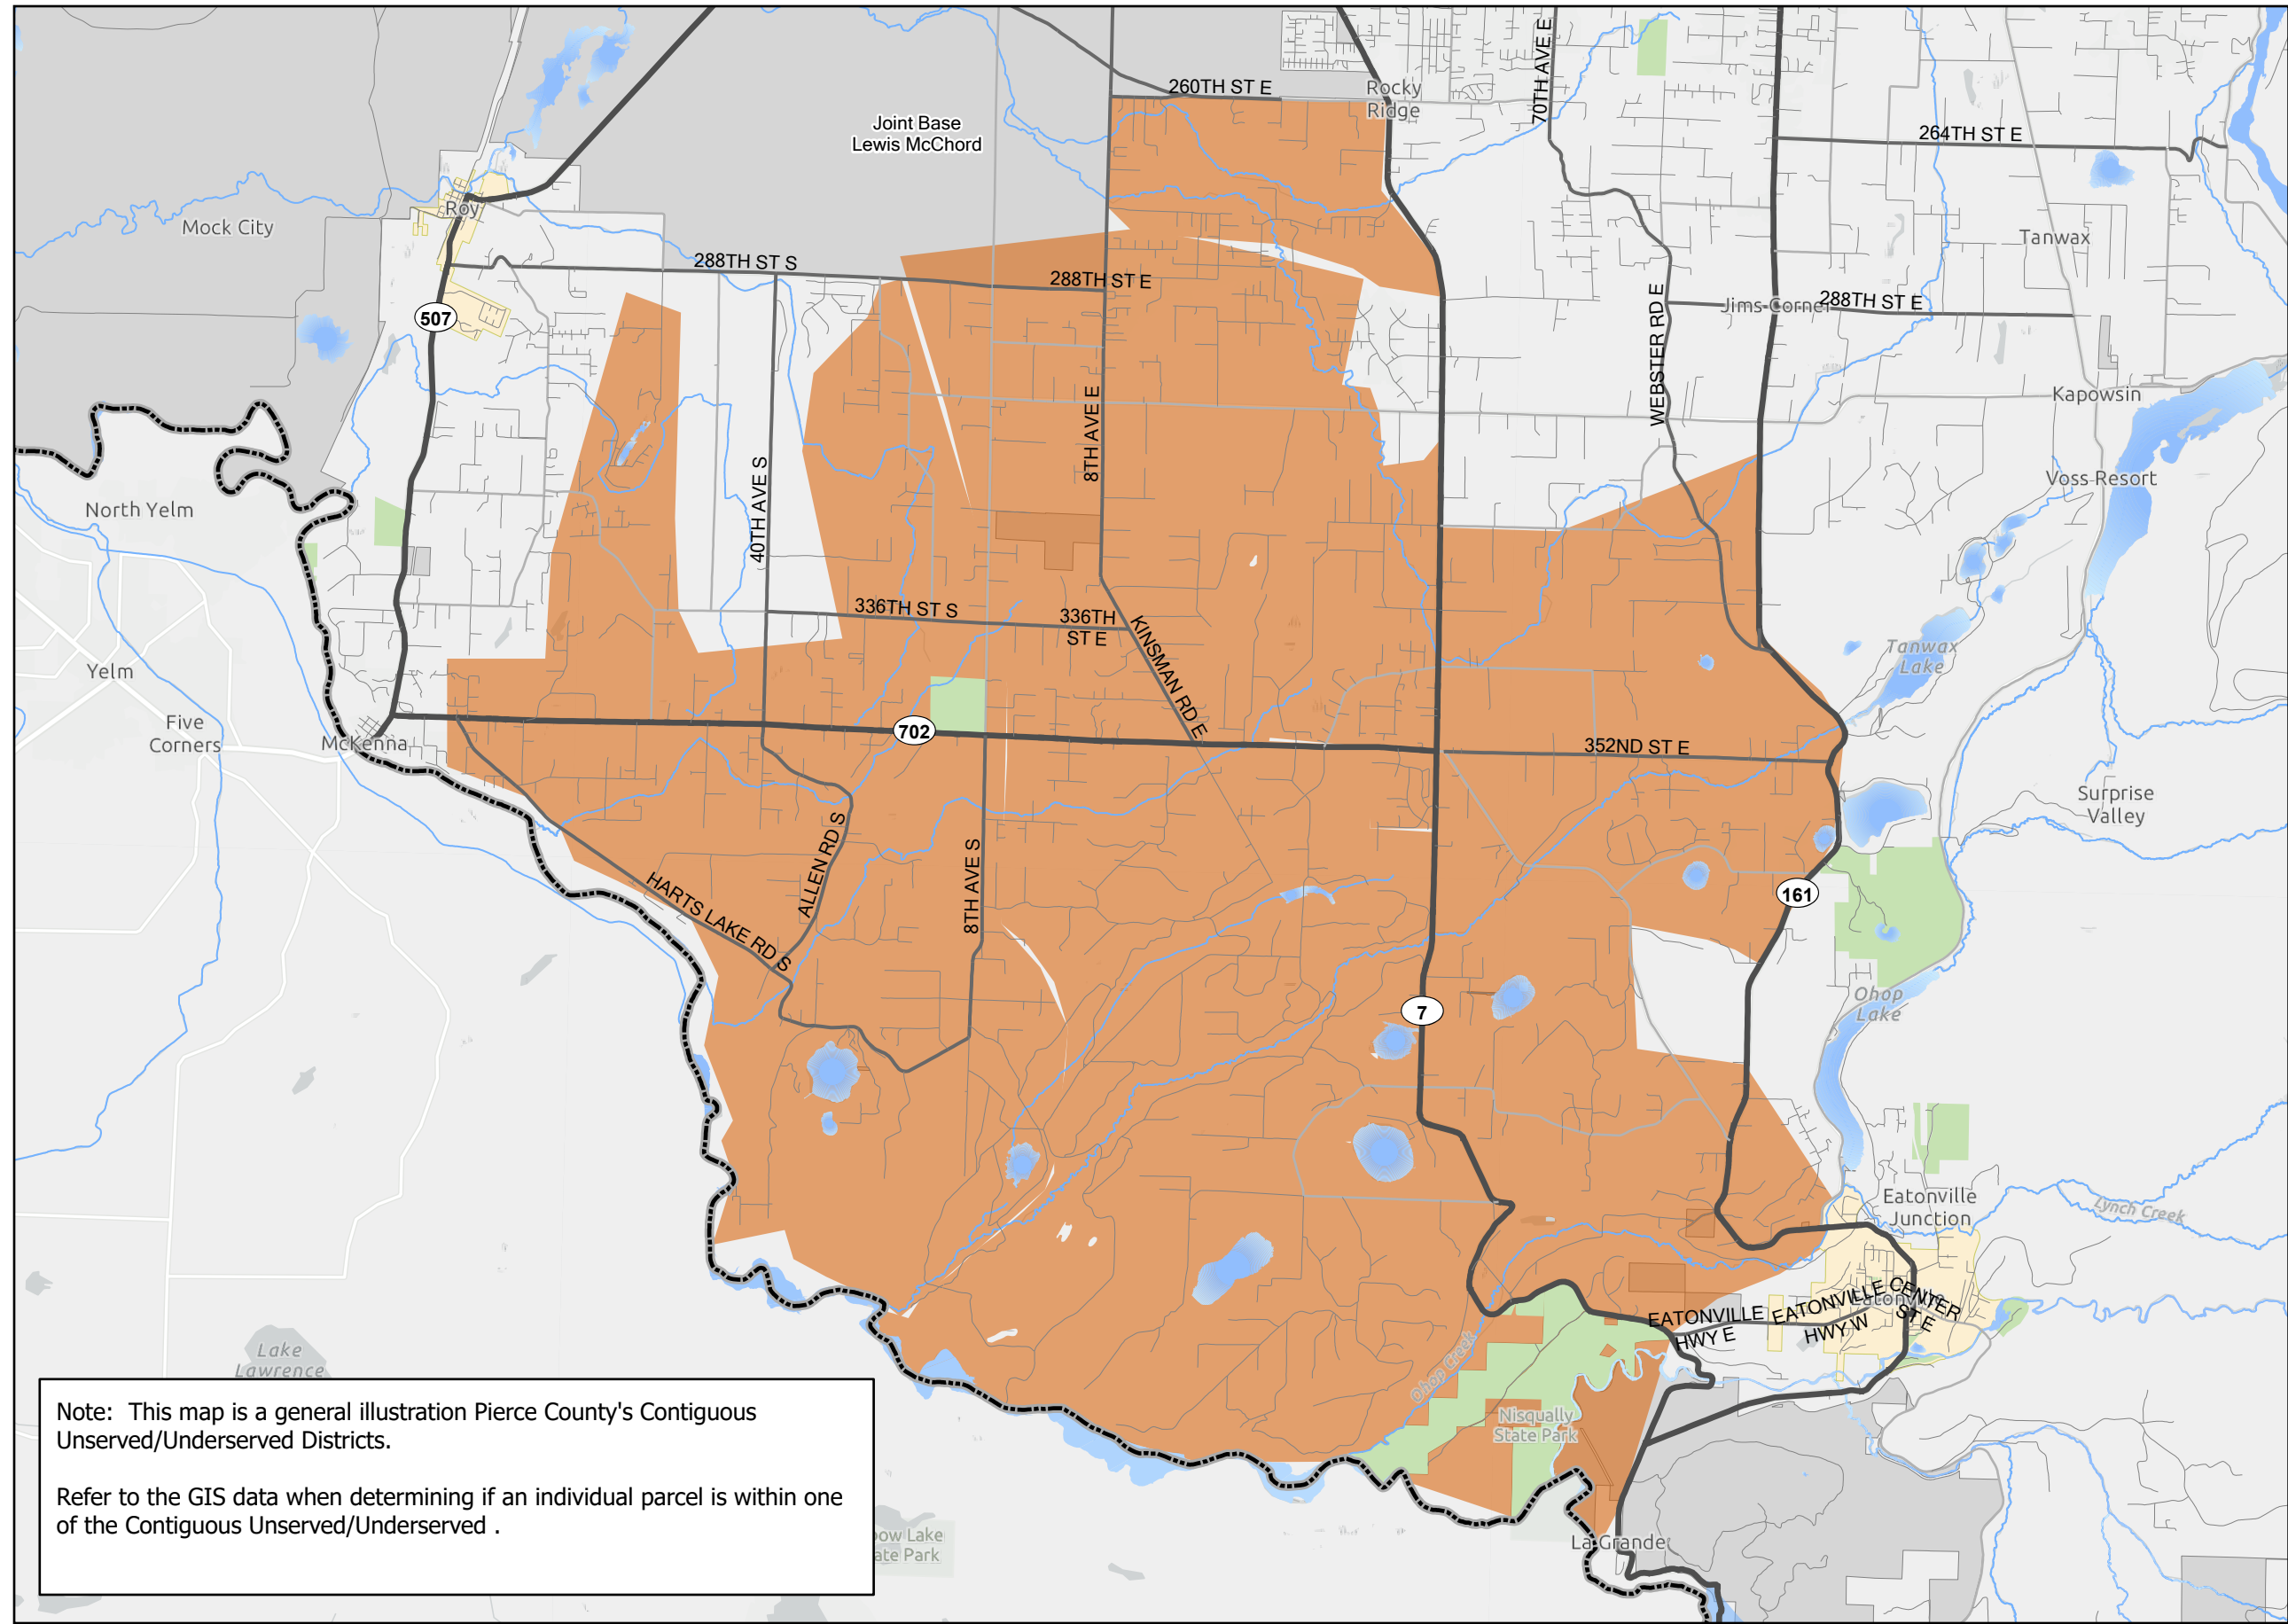 260TH ST E
Rocky
Ridge
70TH AVE E
Joint Base
Lewis McChord
264TH ST E
Roy
Mock City
Tanwax
288TH ST S
288TH ST E
WEBSTER RD E
Jims Corner
288TH ST E
507
Kapowsin
8TH AVE E
40TH AVE S
Voss Resort
North Yelm
336TH ST S
336TH
ST E
KINSMAN RD E
Tanwax
Lake
Yelm
Five
Corners
McKenna
702
352ND ST E
Surprise
Valley
ALLEN RD S
HARTS LAKE RD S
8TH AVE S
161
7
Ohop
Lake
Eatonville
Junction
Lynch Creek
EATONVILLE
HWY E
EATONVILLE
HWY W
CENTER
ST E
Eatonville
Ohop Creek
Lake
Lawrence
Nisqually
State Park
La Grande
bow Lake
ate Park
Note: This map is a general illustration Pierce County's Contiguous
Unserved/Underserved Districts.
Refer to the GIS data when determining if an individual parcel is within one
of the Contiguous Unserved/Underserved .